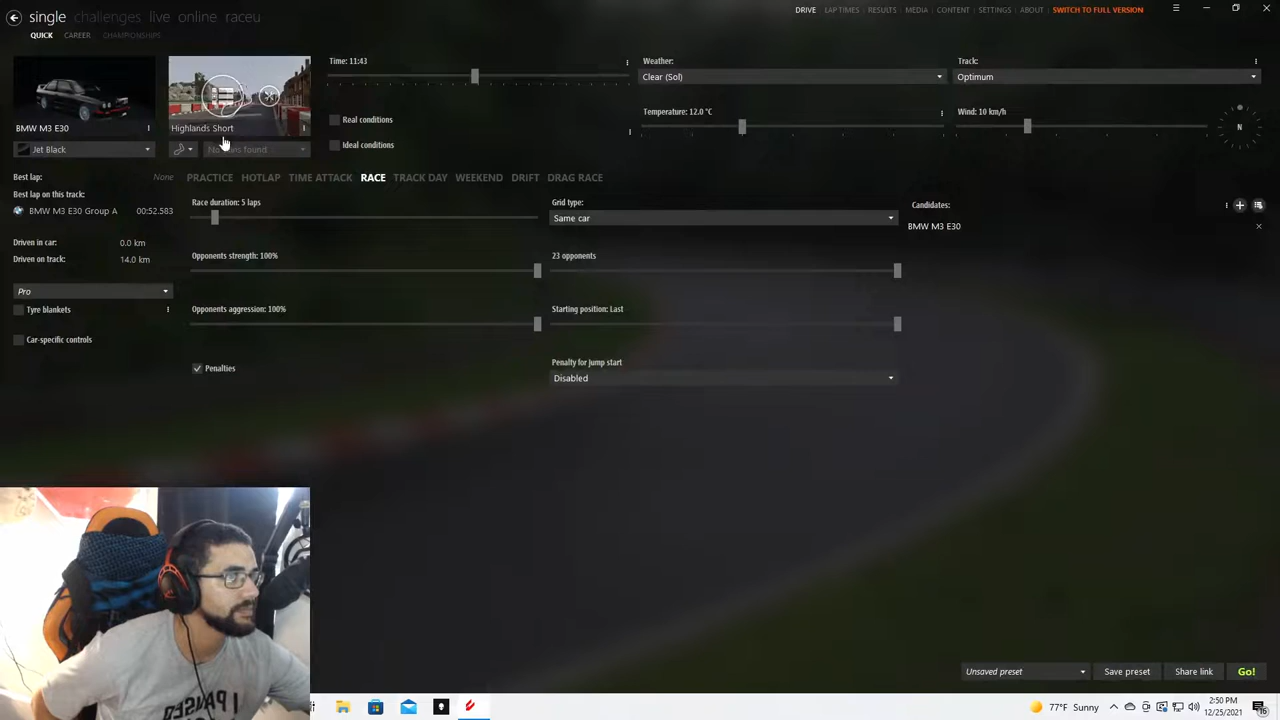 single challenges live online raceu
DRIVE LAP TIMES RESULTS MEDIA CONTENT SETTINGS ABOUT SWITCH TO FULL VERSION
QUICK CAREER CHAMPIONSHIPS
BMW M3 E30
Highlands Short
Jet Black
Time: 11:43
Real conditions
Ideal conditions
Weather:
Clear (Sol)
Temperature: 12.0 °C
Track:
Optimum
Wind: 10 km/h
N
Best lap: None
Best lap on this track:
BMW M3 E30 Group A 00:52.583
Driven in car: 0.0 km
Driven on track: 14.0 km
Pro
Tyre blankets
Car-specific controls
PRACTICE HOTLAP TIME ATTACK RACE TRACK DAY WEEKEND DRIFT DRAG RACE
Race duration: 5 laps
Opponents strength: 100%
Opponents aggression: 100%
Penalties
Grid type:
Same car
23 opponents
Starting position: Last
Penalty for jump start
Disabled
Candidates:
BMW M3 E30
I PAUSED
Unsaved preset Save preset Share link Go!
77°F Sunny
2:50 PM
12/25/2021